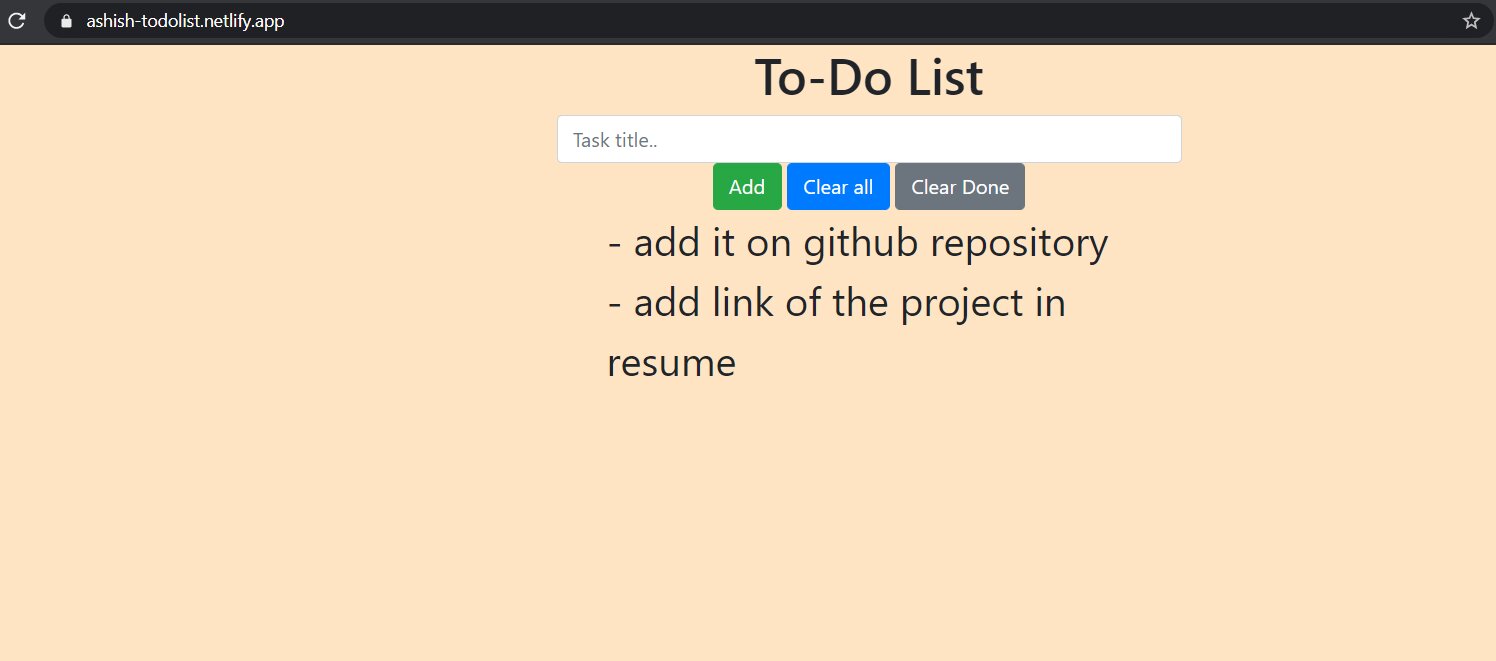 ashish-todolist.netlify.app
To-Do List
Task title..
Add Clear all Clear Done
- add it on github repository
- add link of the project in
resume